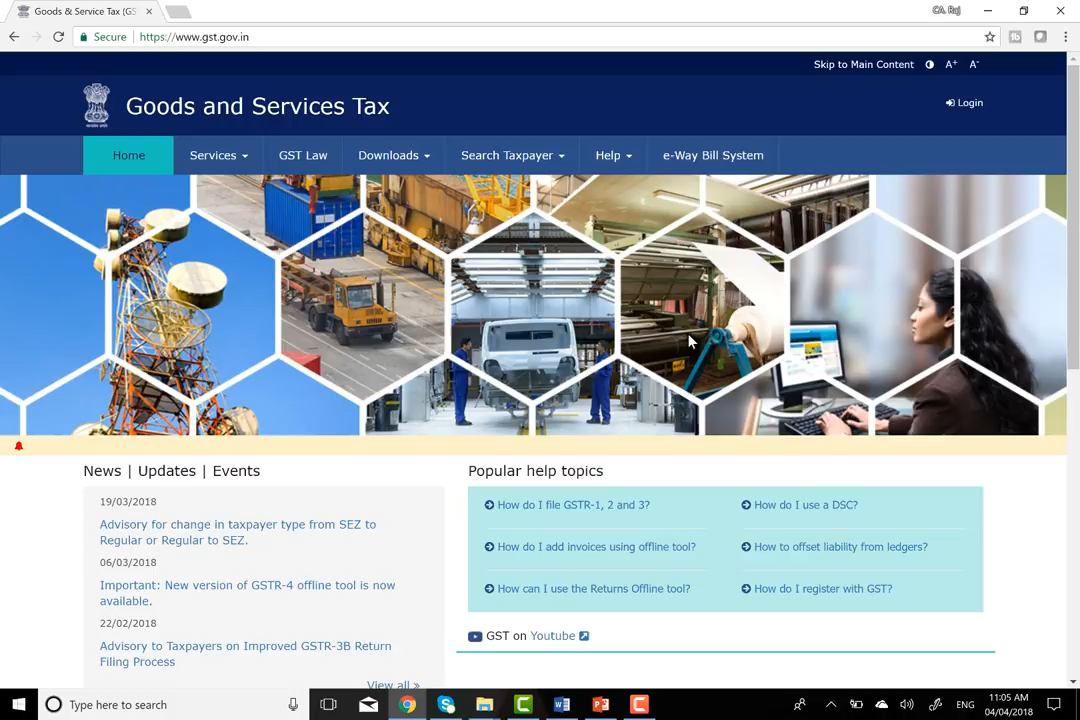 Goods & Service Tax (GS
CA. Raj
Secure
https://www.gst.gov.in
Skip to Main Content
A+
A-
Goods and Services Tax
Login
Home
Services
GST Law
Downloads
Search Taxpayer
Help
e-Way Bill System
News | Updates | Events
19/03/2018
Advisory for change in taxpayer type from SEZ to
Regular or Regular to SEZ.
06/03/2018
Important: New version of GSTR-4 offline tool is now
available.
22/02/2018
Advisory to Taxpayers on Improved GSTR-3B Return
Filing Process
View all »
Popular help topics
How do I file GSTR-1, 2 and 3?
How do I use a DSC?
How do I add invoices using offline tool?
How to offset liability from ledgers?
How can I use the Returns Offline tool?
How do I register with GST?
GST on Youtube
Type here to search
ENG
11:05 AM
04/04/2018